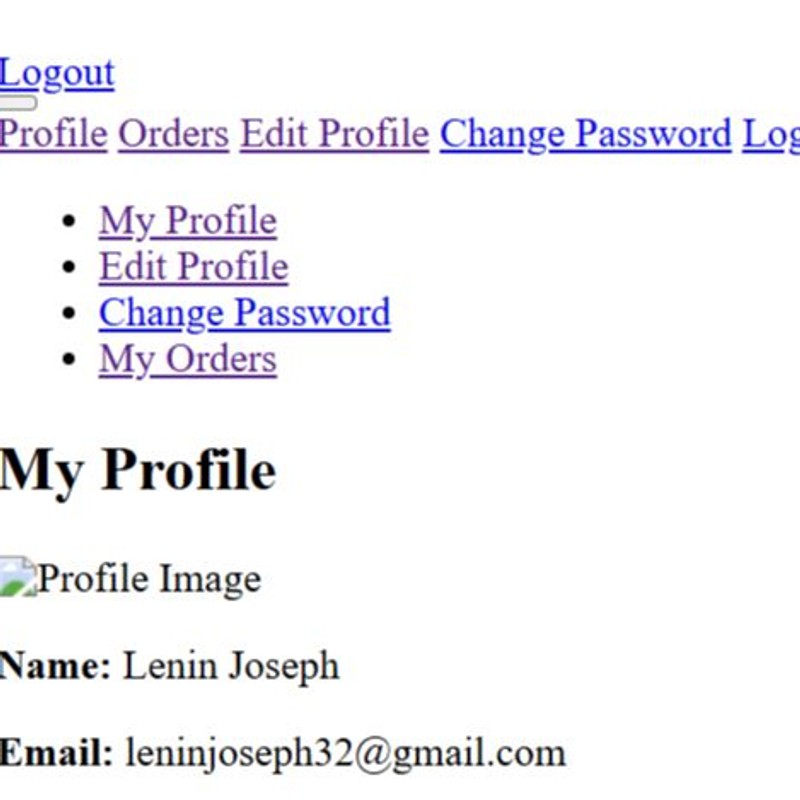 Logout
Profile Orders Edit Profile Change Password Log
My Profile
Edit Profile
Change Password
My Orders
My Profile
Profile Image
Name: Lenin Joseph
Email: leninjoseph32@gmail.com